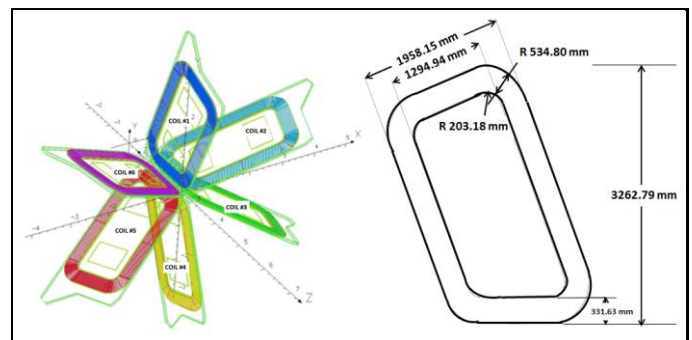 1958.15 mm
1294.94 mm
R 534.80 mm
R 203.18 mm
3262.79 mm
331.63 mm
COIL #1
COIL #2
COIL #3
COIL #4
COIL #5
COIL #6
Y
X
Z